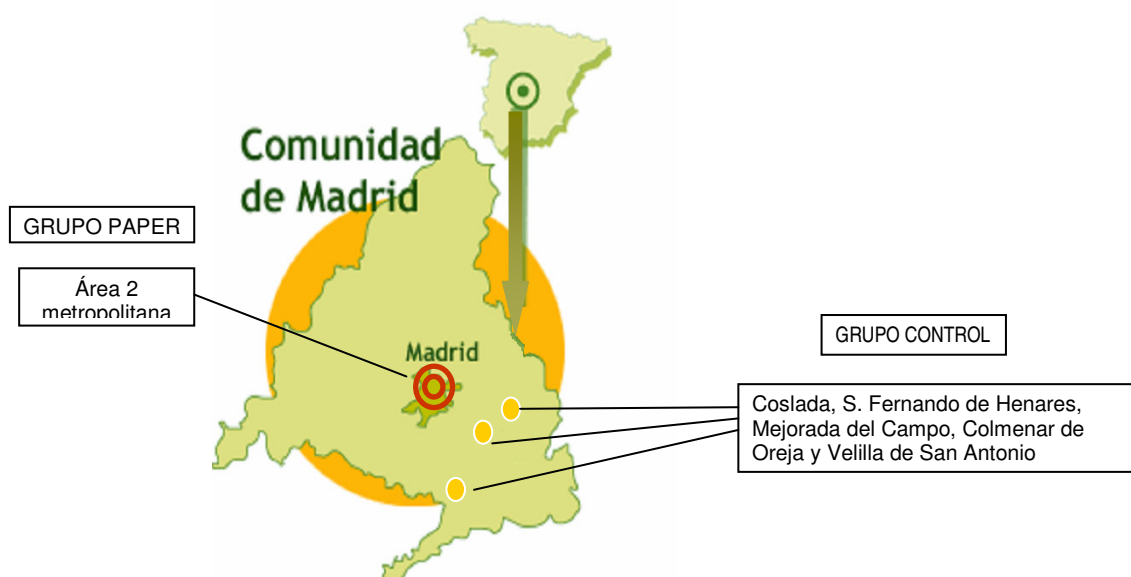 Comunidad
de Madrid
GRUPO PAPER
Área 2
metropolitana
Madrid
GRUPO CONTROL
Coslada, S. Fernando de Henares,
Mejorada del Campo, Colmenar de
Oreja y Velilla de San Antonio